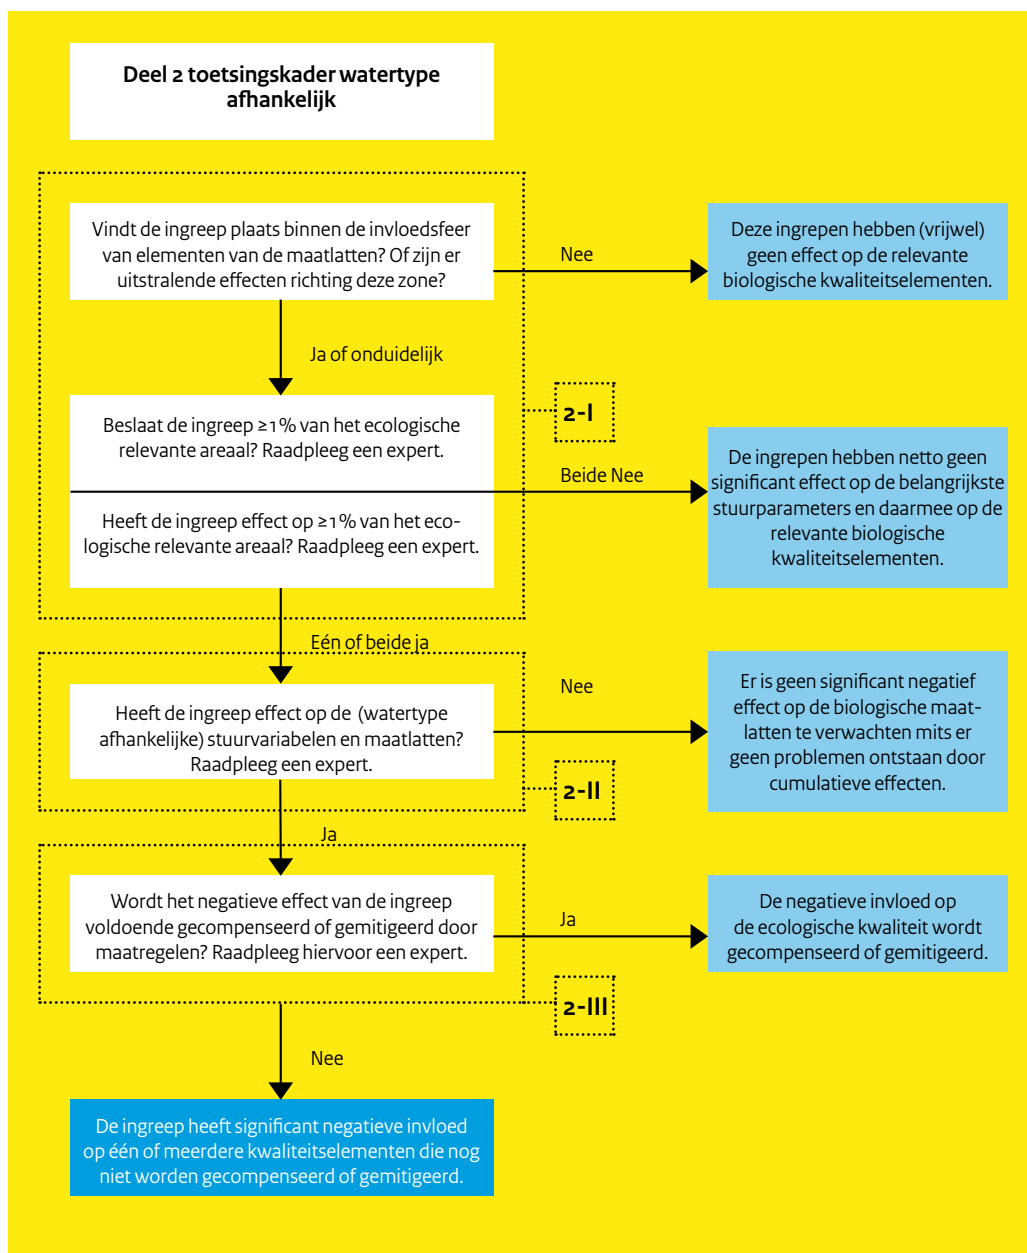 Deel 2 toetsingskader watertype
afhankelijk
Vindt de ingreep plaats binnen de invloedsfeer
van elementen van de maatlatten? Of zijn er
uitstralende effecten richting deze zone?
Nee
Deze ingrepen hebben (vrijwel)
geen effect op de relevante
biologische kwaliteitselementen.
Ja of onduidelijk
2-I
Beslaat de ingreep ≥1% van het ecologische
relevante areaal? Raadpleeg een expert.
Heeft de ingreep effect op ≥1% van het eco-
logische relevante areaal? Raadpleeg een expert.
Beide Nee
De ingrepen hebben netto geen
significant effect op de belangrijkste
stuurparameters en daarmee op de
relevante biologische
kwaliteitselementen.
Eén of beide ja
Heeft de ingreep effect op de (watertype
afhankelijke) stuurvariabelen en maatlatten?
Raadpleeg een expert.
Nee
Er is geen significant negatief
effect op de biologische maat-
latten te verwachten mits er
geen problemen ontstaan door
cumulatieve effecten.
2-II
Ja
Wordt het negatieve effect van de ingreep
voldoende gecompenseerd of gemitigeerd door
maatregelen? Raadpleeg hiervoor een expert.
Ja
De negatieve invloed op
de ecologische kwaliteit wordt
gecompenseerd of gemitigeerd.
2-III
Nee
De ingreep heeft significant negatieve invloed
op één of meerdere kwaliteitselementen die nog
niet worden gecompenseerd of gemitigeerd.